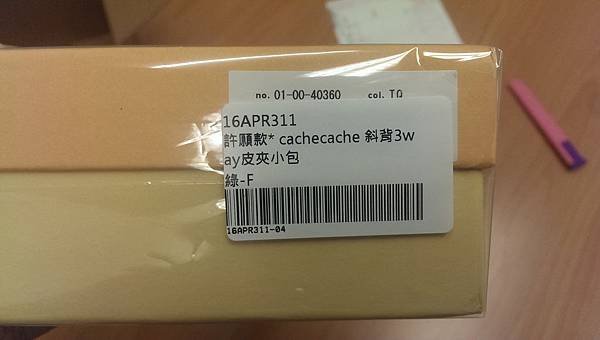 no. 01-00-40360 col. TQ
16APR311
許願款* cachecache 斜背3w
ay皮夾小包
綠-F
16APR311-04